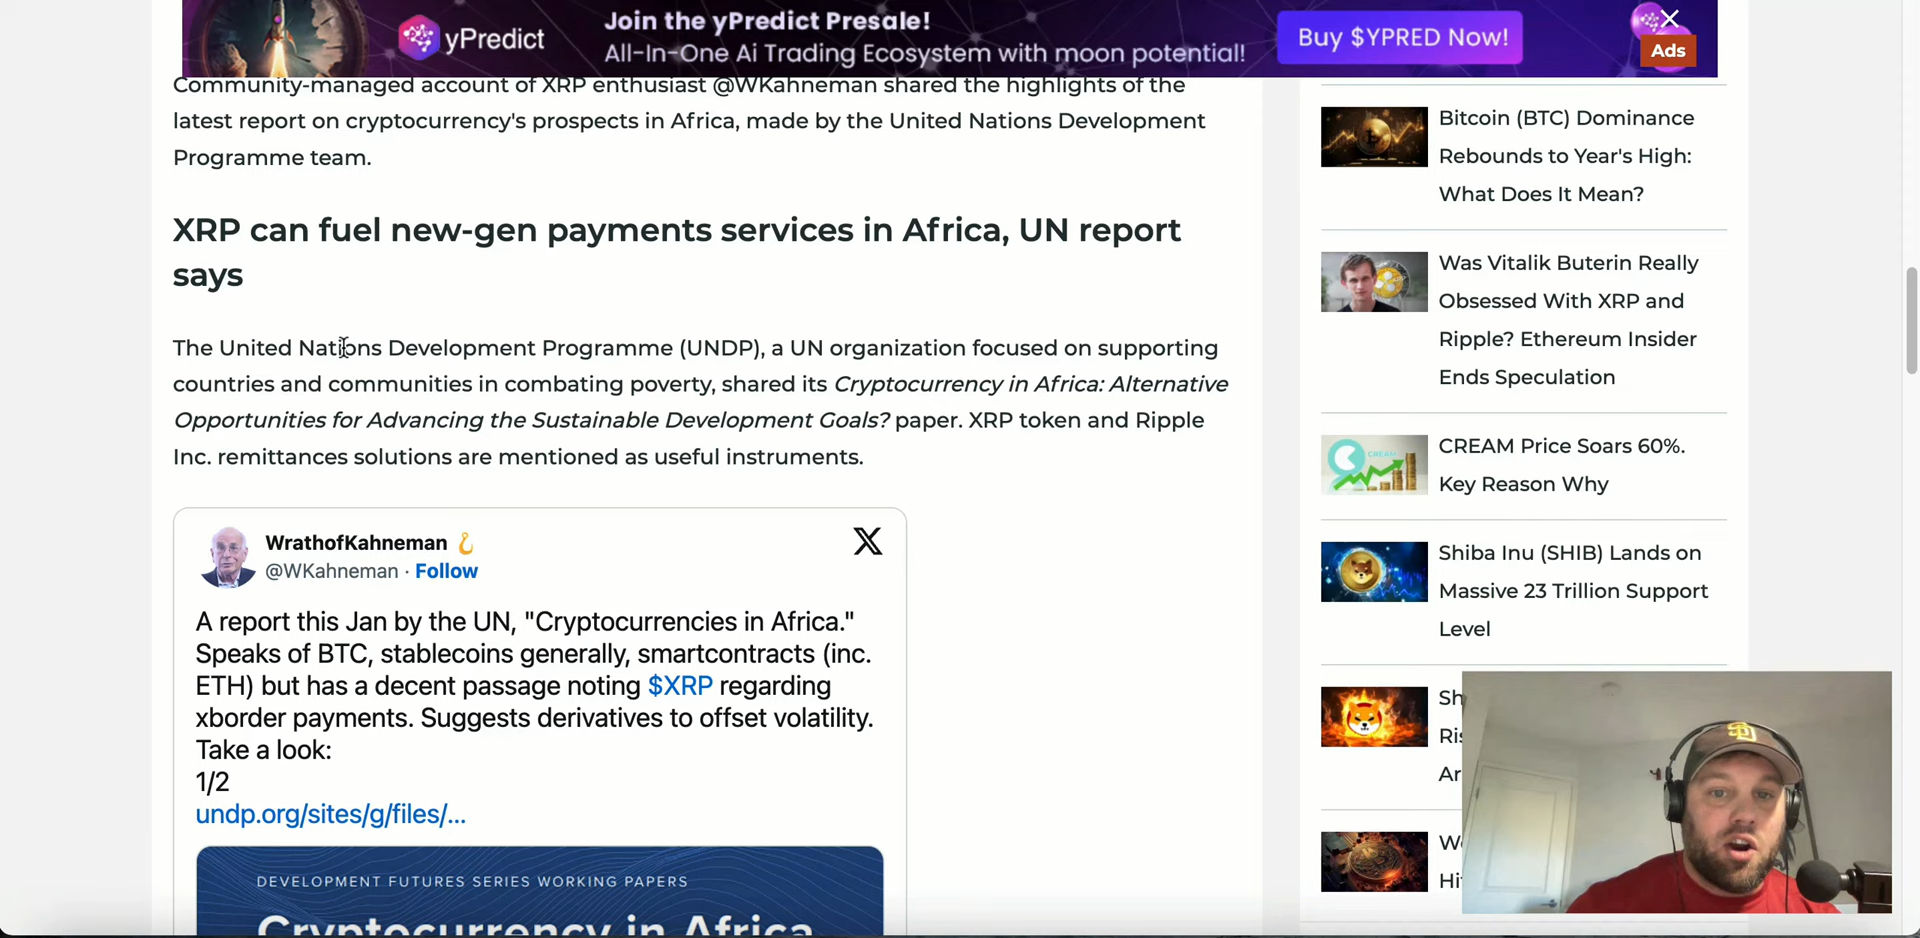 yPredict
Join the yPredict Presale!
All-In-One Ai Trading Ecosystem with moon potential!
Buy $YPRED Now!
Ads
Community-managed account of XRP enthusiast @WKahneman shared the highlights of the
latest report on cryptocurrency's prospects in Africa, made by the United Nations Development
Programme team.
XRP can fuel new-gen payments services in Africa, UN report
says
The United Nations Development Programme (UNDP), a UN organization focused on supporting
countries and communities in combating poverty, shared its Cryptocurrency in Africa: Alternative
Opportunities for Advancing the Sustainable Development Goals? paper. XRP token and Ripple
Inc. remittances solutions are mentioned as useful instruments.
WrathofKahneman
@WKahneman · Follow
A report this Jan by the UN, "Cryptocurrencies in Africa."
Speaks of BTC, stablecoins generally, smartcontracts (inc.
ETH) but has a decent passage noting $XRP regarding
xborder payments. Suggests derivatives to offset volatility.
Take a look:
1/2
undp.org/sites/g/files/...
DEVELOPMENT FUTURES SERIES WORKING PAPERS
Cryptocurrency in Africa
Bitcoin (BTC) Dominance
Rebounds to Year's High:
What Does It Mean?
Was Vitalik Buterin Really
Obsessed With XRP and
Ripple? Ethereum Insider
Ends Speculation
CREAM Price Soars 60%.
Key Reason Why
Shiba Inu (SHIB) Lands on
Massive 23 Trillion Support
Level